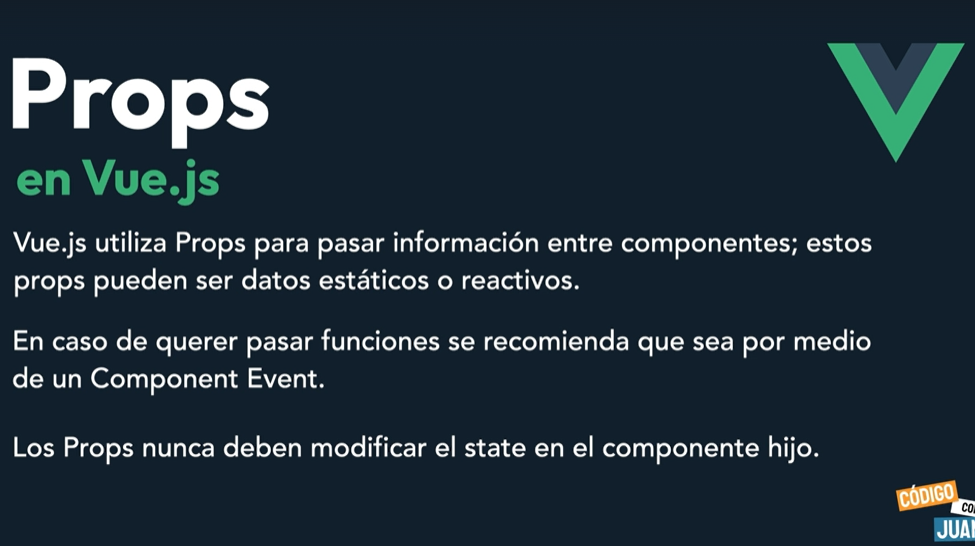 Props
en Vue.js
Vue.js utiliza Props para pasar información entre componentes; estos
props pueden ser datos estáticos o reactivos.
En caso de querer pasar funciones se recomienda que sea por medio
de un Component Event.
Los Props nunca deben modificar el state en el componente hijo.
CÓDIGO
JUAN